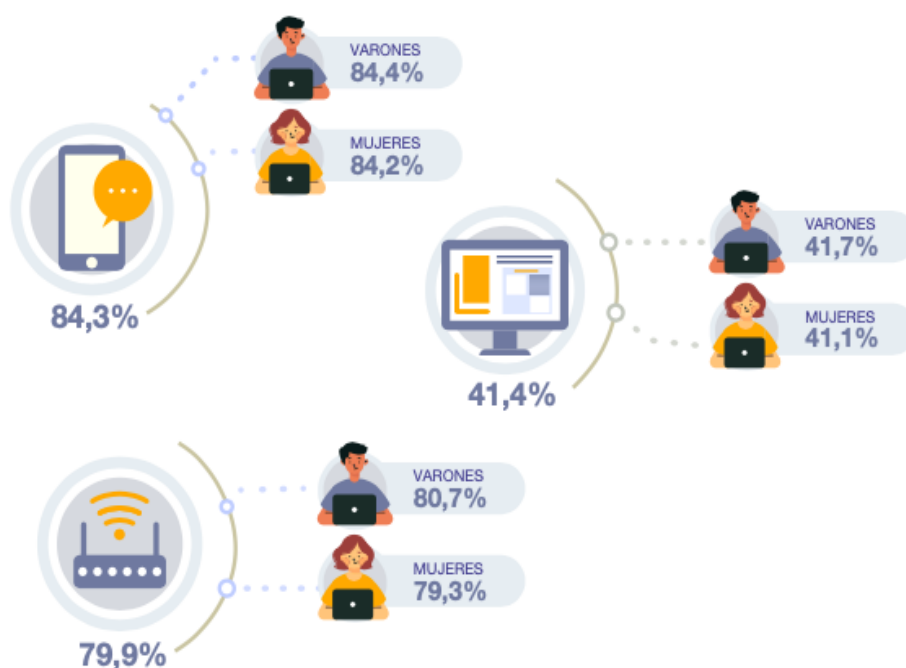 VARONES
84,4%
MUJERES
84,2%
84,3%
VARONES
41,7%
MUJERES
41,1%
41,4%
VARONES
80,7%
MUJERES
79,3%
79,9%